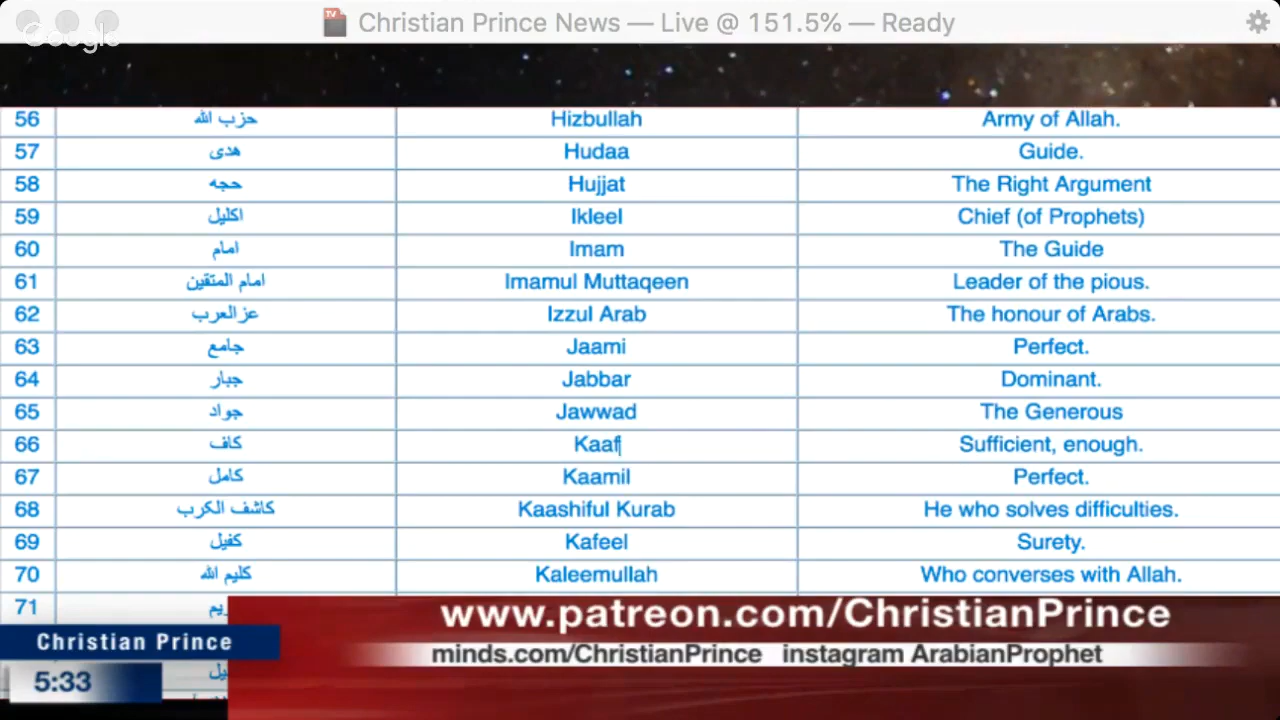 Christian Prince News — Live @ 151.5% — Ready
Google
56 حزب الله Hizbullah Army of Allah.
57 هدى Hudaa Guide.
58 حجه Hujjat The Right Argument
59 اكليل Ikleel Chief (of Prophets)
60 امام Imam The Guide
61 امام المتقين Imamul Muttaqeen Leader of the pious.
62 عزالعرب Izzul Arab The honour of Arabs.
63 جامع Jaami Perfect.
64 جبار Jabbar Dominant.
65 جواد Jawwad The Generous
66 كاف Kaaf Sufficient, enough.
67 كامل Kaamil Perfect.
68 كاشف الكرب Kaashiful Kurab He who solves difficulties.
69 كفيل Kafeel Surety.
70 كليم الله Kaleemullah Who converses with Allah.
71
www.patreon.com/ChristianPrince
Christian Prince
minds.com/ChristianPrince instagram ArabianProphet
5:33